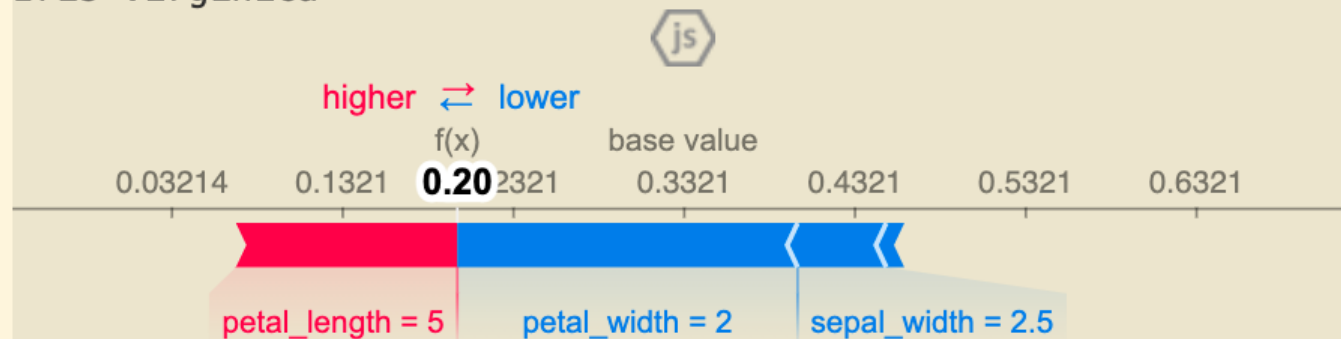 js
higher ⇄ lower
f(x) base value
0.03214 0.1321 0.20 2321 0.3321 0.4321 0.5321 0.6321
petal_length = 5 petal_width = 2 sepal_width = 2.5